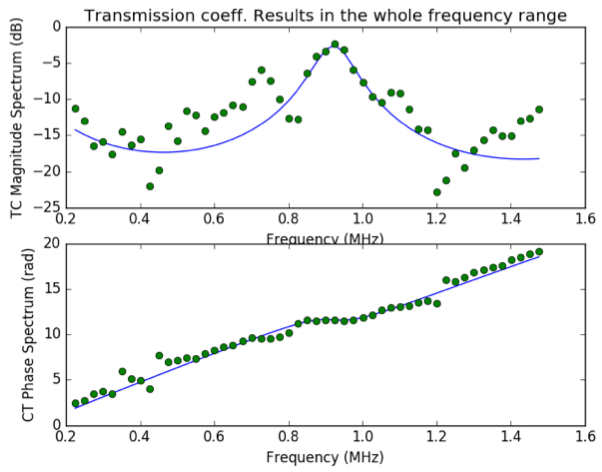 Transmission coeff. Results in the whole frequency range
TC Magnitude Spectrum (dB)
0
−5
−10
−15
−20
−25
0.2 0.4 0.6 0.8 1.0 1.2 1.4 1.6
Frequency (MHz)
CT Phase Spectrum (rad)
20
15
10
5
0
0.2 0.4 0.6 0.8 1.0 1.2 1.4 1.6
Frequency (MHz)